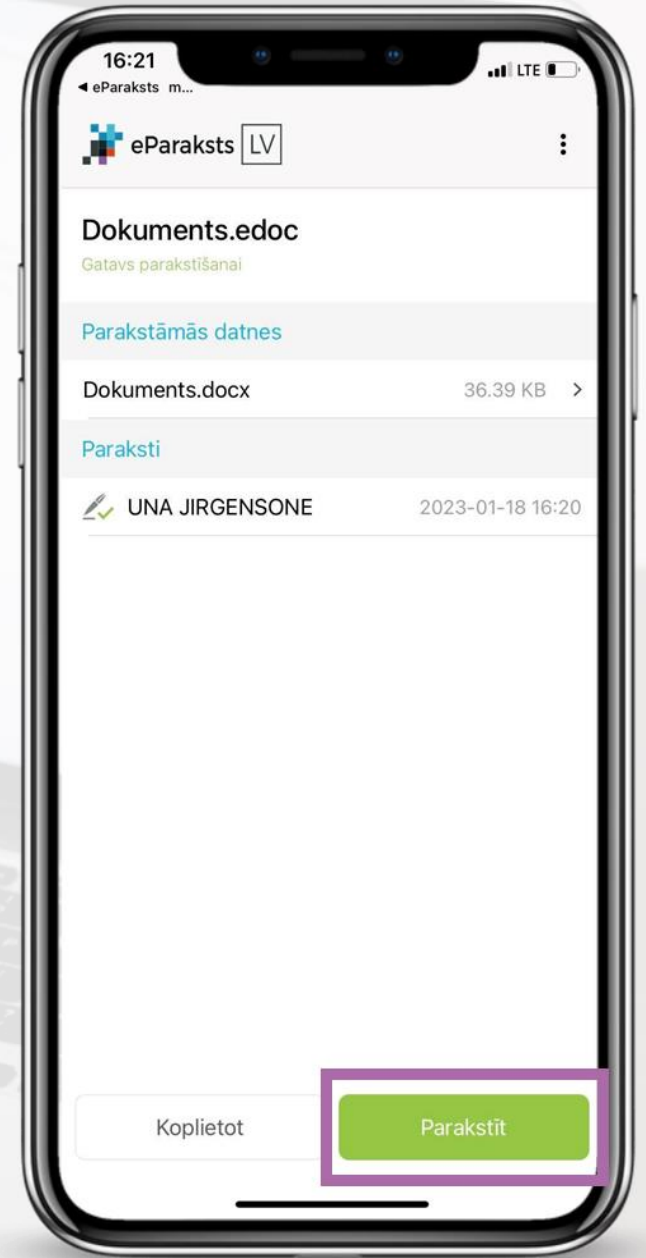 16:21
LTE
◄ eParaksts m...
eParaksts LV
Dokuments.edoc
Gatavs parakstīšanai
Parakstāmās datnes
Dokuments.docx 36.39 KB >
Paraksti
UNA JIRGENSONE 2023-01-18 16:20
Koplietot Parakstīt